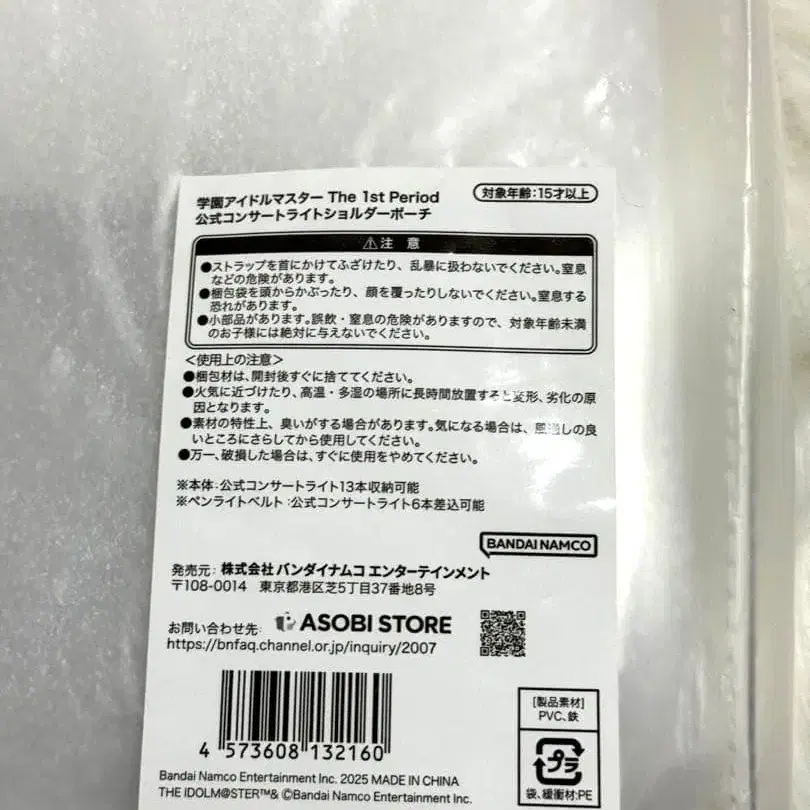 学園アイドルマスター The 1st Period
対象年齢:15才以上
公式コンサートライトショルダーポーチ
⚠注 意
●ストラップを首にかけてふざけたり、乱暴に扱わないでください。窒息
などの危険があります。
●梱包袋を頭からかぶったり、顔を覆ったりしないでください。窒息する
恐れがあります。
●小部品があります。誤飲・窒息の危険がありますので、対象年齢未満
のお子様には絶対に与えないでください。
<使用上の注意>
●梱包材は、開封後すぐに捨ててください。
●火気に近づけたり、高温・多湿の場所に長時間放置すると変形、劣化の原
因となります。
●素材の特性上、臭いがする場合があります。気になる場合は、風通しの良
いところにさらしてから使用してください。
●万一、破損した場合は、すぐに使用をやめてください。
※本体:公式コンサートライト13本収納可能
※ペンライトベルト:公式コンサートライト6本差込可能
BANDAI NAMCO
発売元:株式会社バンダイナムコ エンターテインメント
〒108-0014 東京都港区芝5丁目37番地8号
お問い合わせ先: ASOBI STORE
https://bnfaq.channel.or.jp/inquiry/2007
[製品素材]
PVC、鉄
プラ
袋、緩衝材:PE
4 573608 132160
Bandai Namco Entertainment Inc. 2025 MADE IN CHINA
THE IDOLM@STER™& ©Bandai Namco Entertainment Inc.